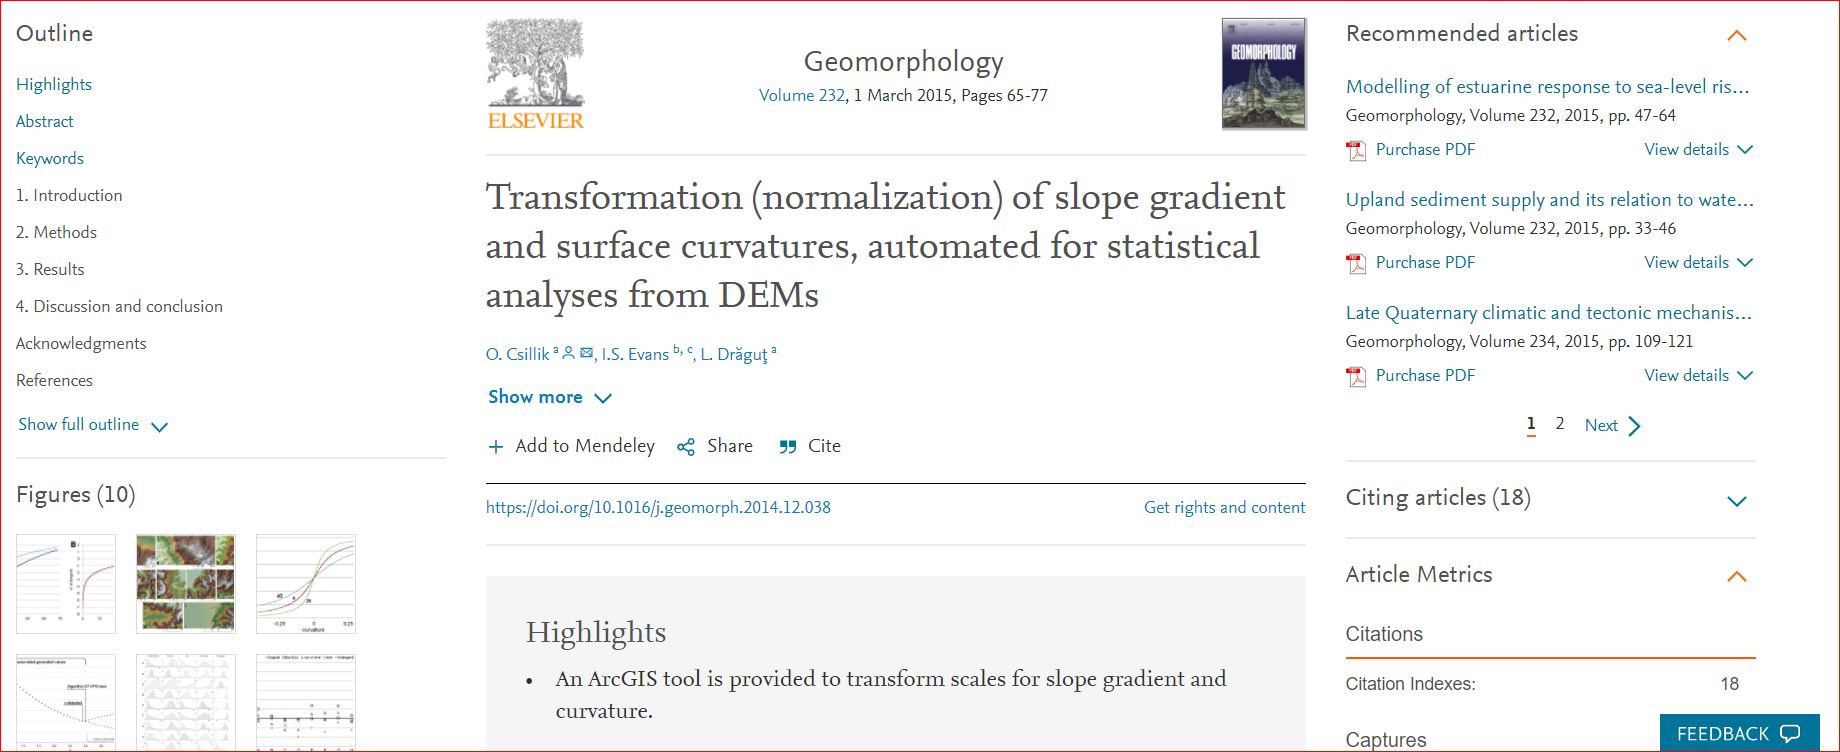 Outline
Highlights
Abstract
Keywords
1. Introduction
2. Methods
3. Results
4. Discussion and conclusion
Acknowledgments
References
Show full outline
Figures (10)
B
-0.25 0 0.25
curvature
ELSEVIER
Geomorphology
Volume 232, 1 March 2015, Pages 65-77
GEOMORPHOLOGY
Transformation (normalization) of slope gradient
and surface curvatures, automated for statistical
analyses from DEMs
O. Csillik a, I.S. Evans b, c, L. Drăguţ a
Show more
Add to Mendeley Share Cite
https://doi.org/10.1016/j.geomorph.2014.12.038 Get rights and content
Highlights
• An ArcGIS tool is provided to transform scales for slope gradient and
curvature.
Recommended articles
Modelling of estuarine response to sea-level ris...
Geomorphology, Volume 232, 2015, pp. 47-64
Purchase PDF View details
Upland sediment supply and its relation to wate...
Geomorphology, Volume 232, 2015, pp. 33-46
Purchase PDF View details
Late Quaternary climatic and tectonic mechanis...
Geomorphology, Volume 234, 2015, pp. 109-121
Purchase PDF View details
1 2 Next
Citing articles (18)
Article Metrics
Citations
Citation Indexes: 18
Captures
FEEDBACK